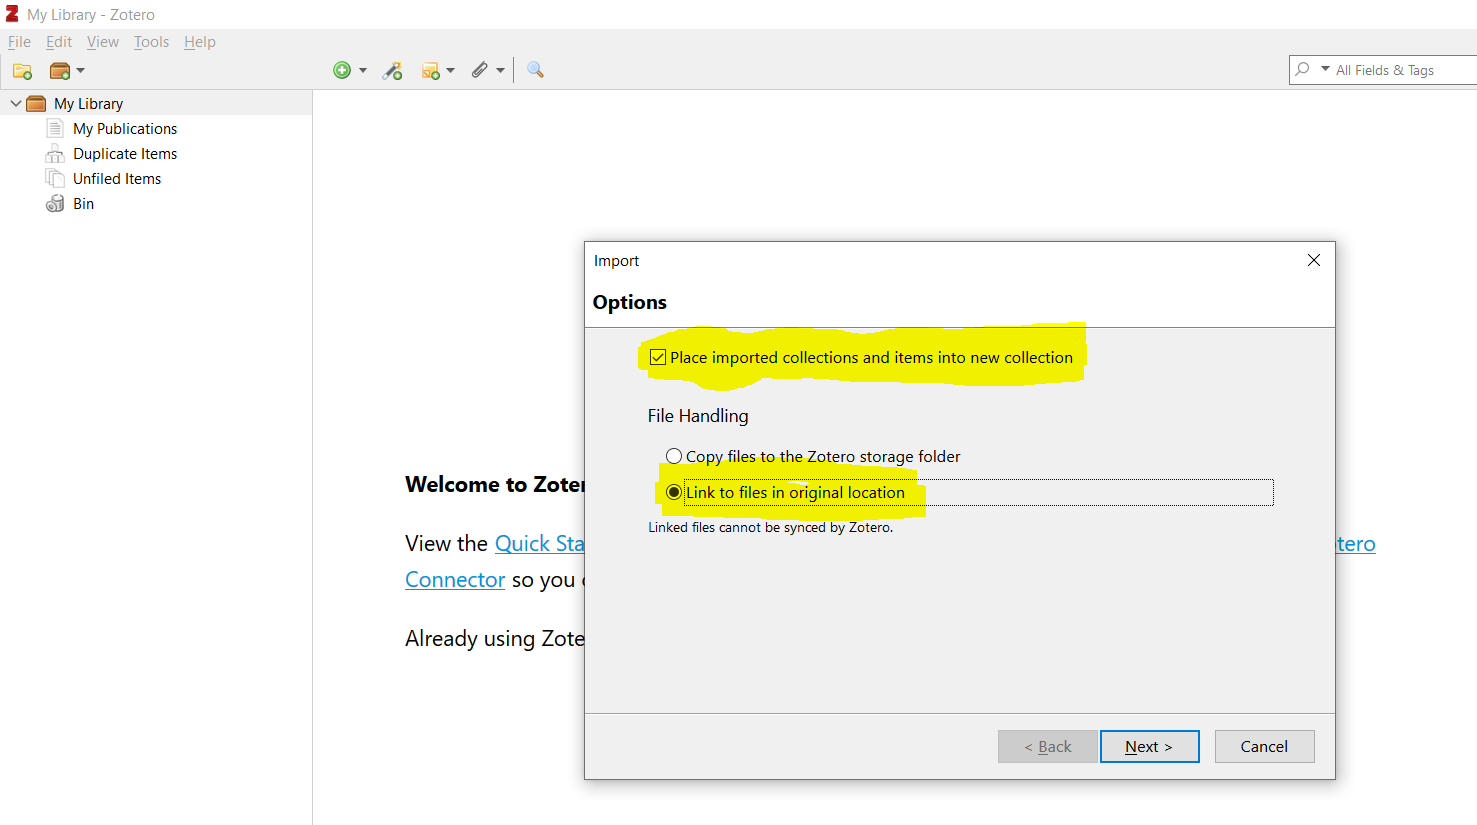 My Library - Zotero
File Edit View Tools Help
All Fields & Tags
My Library
My Publications
Duplicate Items
Unfiled Items
Bin
Import
Options
Place imported collections and items into new collection
File Handling
Copy files to the Zotero storage folder
Link to files in original location
Linked files cannot be synced by Zotero.
< Back Next > Cancel
Welcome to Zoter
View the Quick Sta
tero
Connector so you
Already using Zote